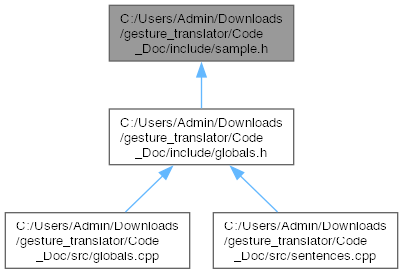 C:/Users/Admin/Downloads
/gesture_translator/Code
_Doc/include/sample.h
C:/Users/Admin/Downloads
/gesture_translator/Code
_Doc/include/globals.h
C:/Users/Admin/Downloads
/gesture_translator/Code
_Doc/src/globals.cpp
C:/Users/Admin/Downloads
/gesture_translator/Code
_Doc/src/sentences.cpp